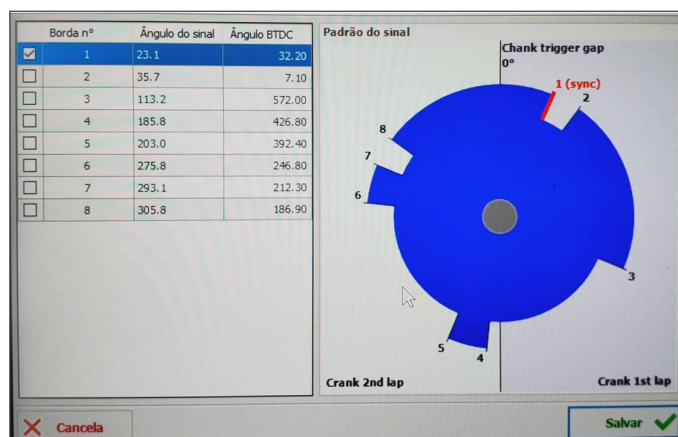 Borda n° Ângulo do sinal Ângulo BTDC
1 23.1 32.20
2 35.7 7.10
3 113.2 572.00
4 185.8 426.80
5 203.0 392.40
6 275.8 246.80
7 293.1 212.30
8 305.8 186.90
Padrão do sinal
Chank trigger gap
0°
1 (sync)
2
8
7
6
3
5
4
Crank 2nd lap
Crank 1st lap
Cancela
Salvar